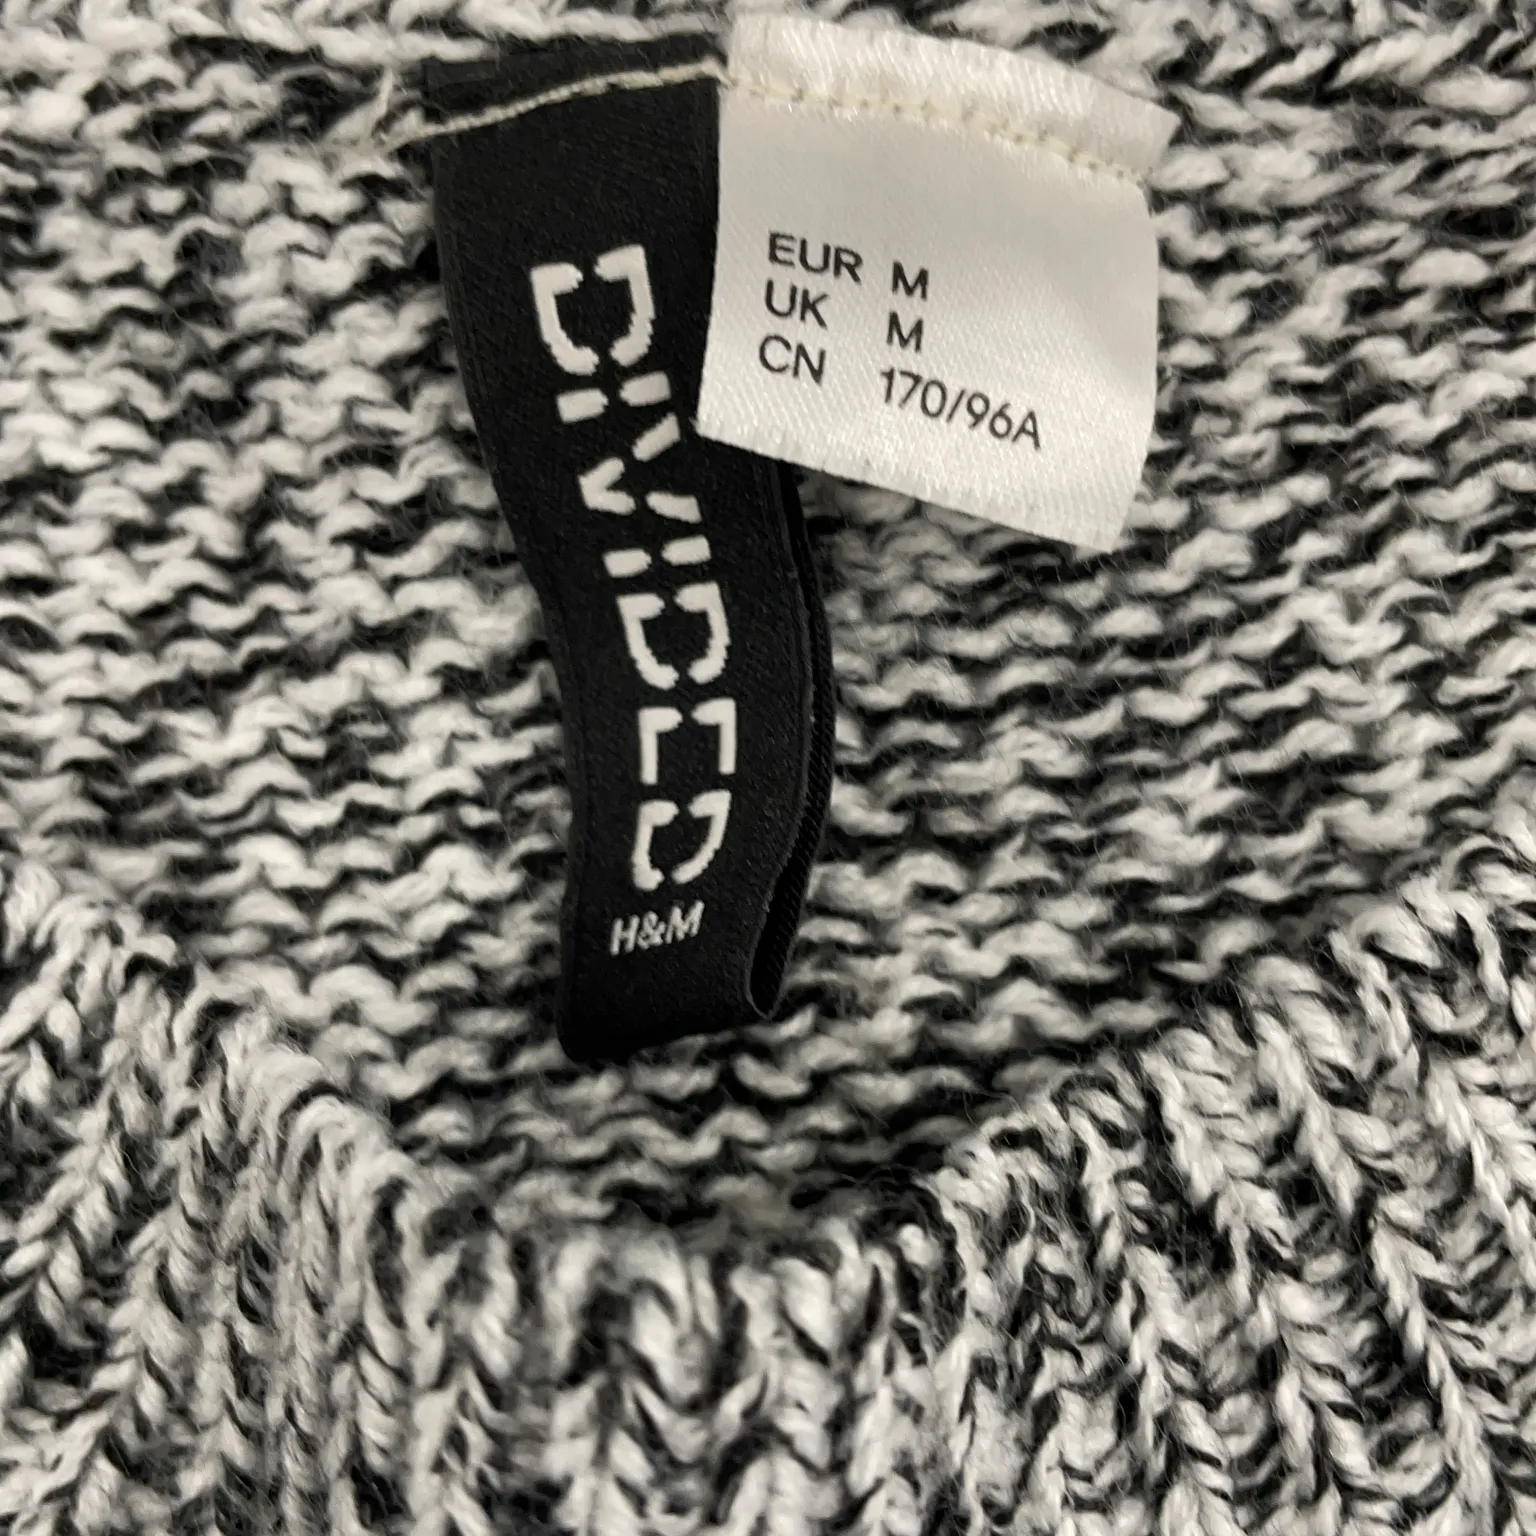 DIVIDED
H&M
EUR M
UK M
CN 170/96A